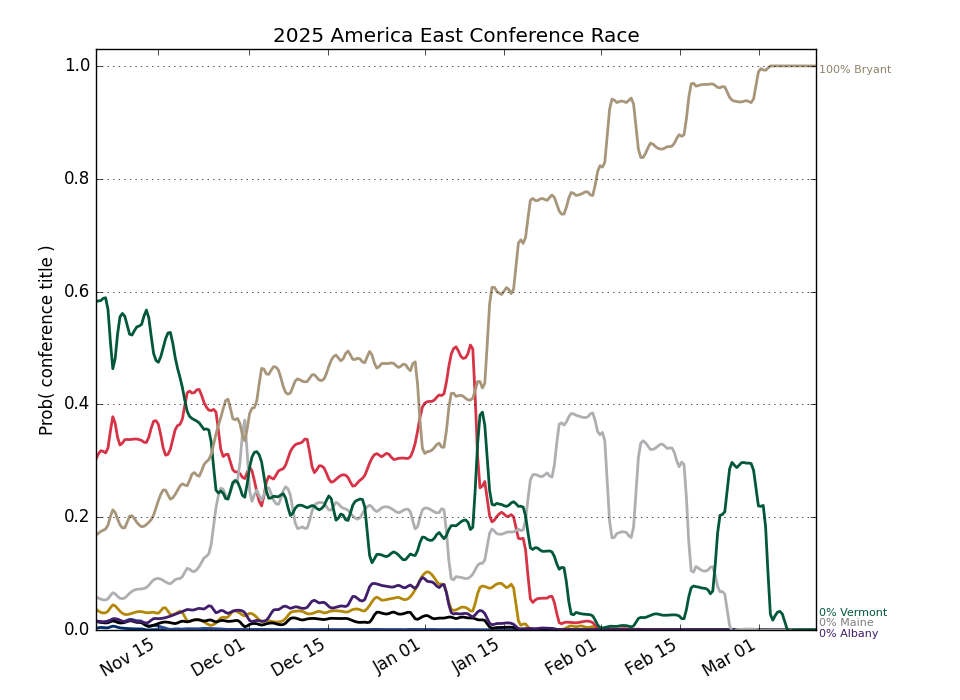 2025 America East Conference Race
Prob( conference title )
1.0
0.8
0.6
0.4
0.2
0.0
100% Bryant
0% Vermont
0% Maine
0% Albany
Nov 15
Dec 01
Dec 15
Jan 01
Jan 15
Feb 01
Feb 15
Mar 01